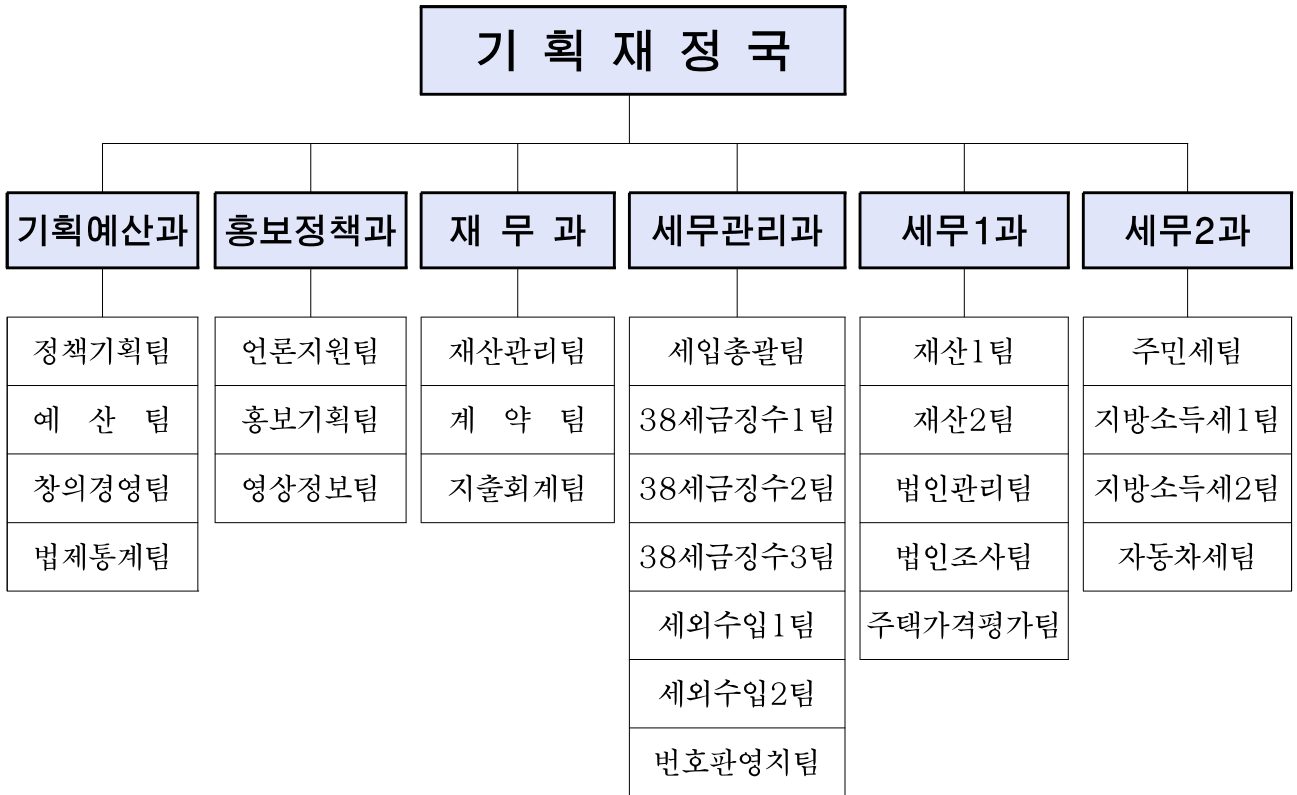 기 획 재 정 국
기획예산과
홍보정책과
재 무 과
세무관리과
세무1과
세무2과
정책기획팀
예 산 팀
창의경영팀
법제통계팀
언론지원팀
홍보기획팀
영상정보팀
재산관리팀
계 약 팀
지출회계팀
세입총괄팀
38세금징수1팀
38세금징수2팀
38세금징수3팀
세외수입1팀
세외수입2팀
번호판영치팀
재산1팀
재산2팀
법인관리팀
법인조사팀
주택가격평가팀
주민세팀
지방소득세1팀
지방소득세2팀
자동차세팀